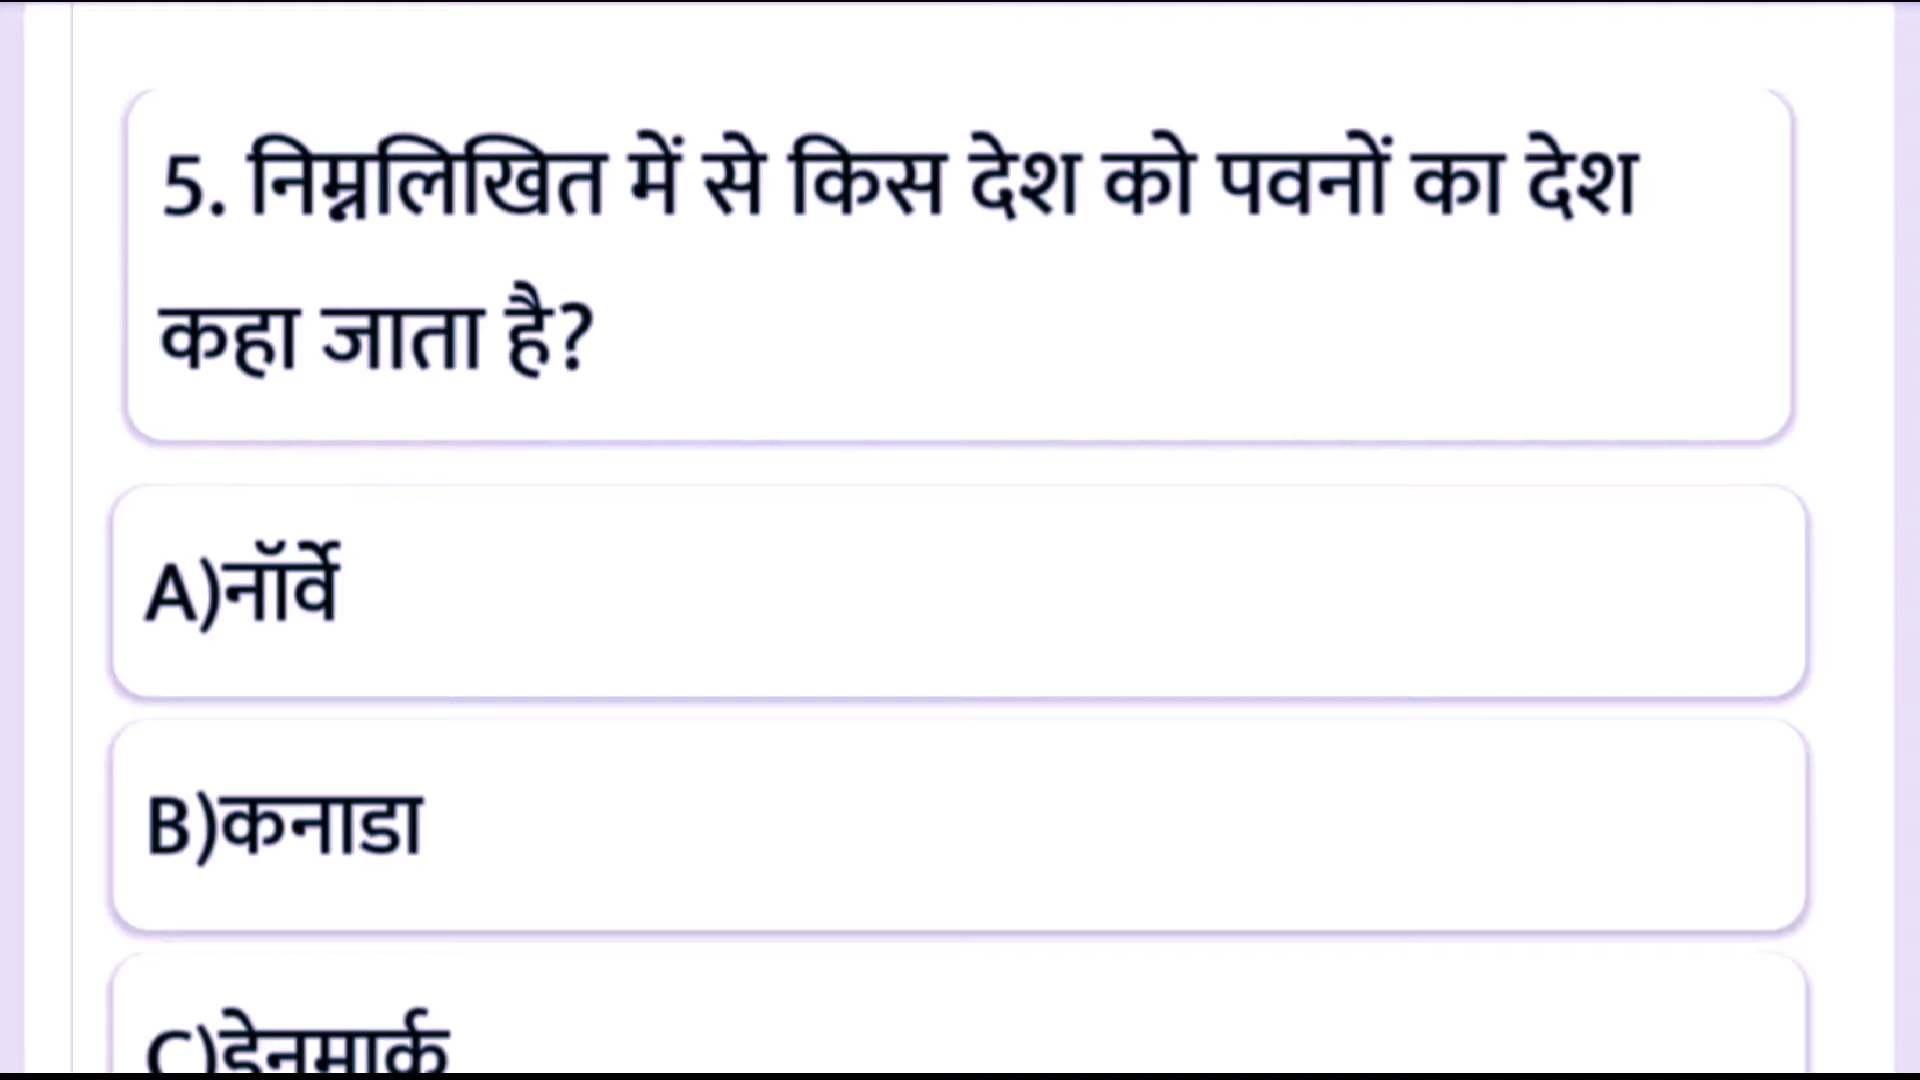 5. निम्नलिखित में से किस देश को पवनों का देश
कहा जाता है?
A)नॉर्वे
B)कनाडा
C)डेनमार्क